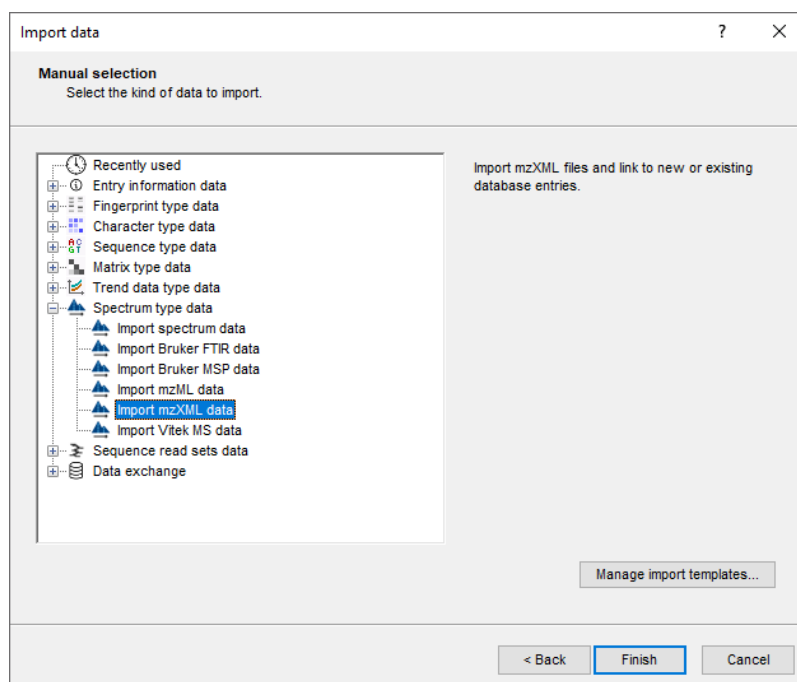 Import data
?
Manual selection
Select the kind of data to import.
Recently used
Entry information data
Fingerprint type data
Character type data
Sequence type data
Matrix type data
Trend data type data
Spectrum type data
Import spectrum data
Import Bruker FTIR data
Import Bruker MSP data
Import mzML data
Import mzXML data
Import Vitek MS data
Sequence read sets data
Data exchange
Import mzXML files and link to new or existing
database entries.
Manage import templates...
< Back
Finish
Cancel